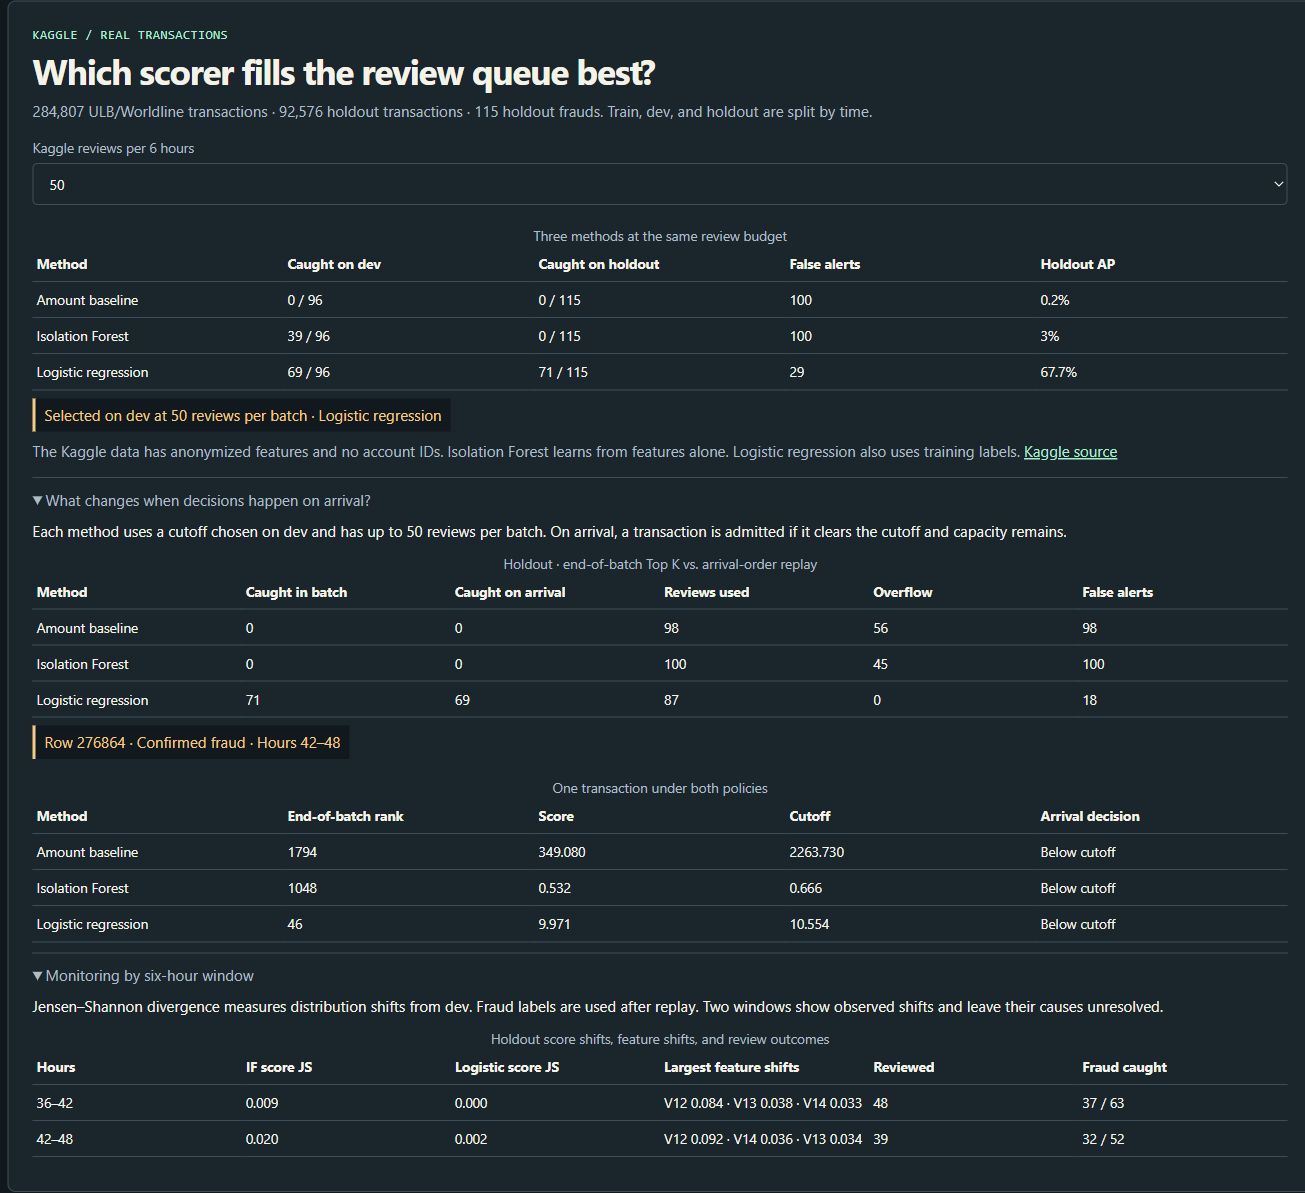 KAGGLE / REAL TRANSACTIONS
Which scorer fills the review queue best?
284,807 ULB/Worldline transactions · 92,576 holdout transactions · 115 holdout frauds. Train, dev, and holdout are split by time.
Kaggle reviews per 6 hours
50
Three methods at the same review budget
Method Caught on dev Caught on holdout False alerts Holdout AP
Amount baseline 0 / 96 0 / 115 100 0.2%
Isolation Forest 39 / 96 0 / 115 100 3%
Logistic regression 69 / 96 71 / 115 29 67.7%
Selected on dev at 50 reviews per batch · Logistic regression
The Kaggle data has anonymized features and no account IDs. Isolation Forest learns from features alone. Logistic regression also uses training labels. Kaggle source
▼ What changes when decisions happen on arrival?
Each method uses a cutoff chosen on dev and has up to 50 reviews per batch. On arrival, a transaction is admitted if it clears the cutoff and capacity remains.
Holdout · end-of-batch Top K vs. arrival-order replay
Method Caught in batch Caught on arrival Reviews used Overflow False alerts
Amount baseline 0 0 98 56 98
Isolation Forest 0 0 100 45 100
Logistic regression 71 69 87 0 18
Row 276864 · Confirmed fraud · Hours 42–48
One transaction under both policies
Method End-of-batch rank Score Cutoff Arrival decision
Amount baseline 1794 349.080 2263.730 Below cutoff
Isolation Forest 1048 0.532 0.666 Below cutoff
Logistic regression 46 9.971 10.554 Below cutoff
▼ Monitoring by six-hour window
Jensen–Shannon divergence measures distribution shifts from dev. Fraud labels are used after replay. Two windows show observed shifts and leave their causes unresolved.
Holdout score shifts, feature shifts, and review outcomes
Hours IF score JS Logistic score JS Largest feature shifts Reviewed Fraud caught
36–42 0.009 0.000 V12 0.084 · V13 0.038 · V14 0.033 48 37 / 63
42–48 0.020 0.002 V12 0.092 · V14 0.036 · V13 0.034 39 32 / 52